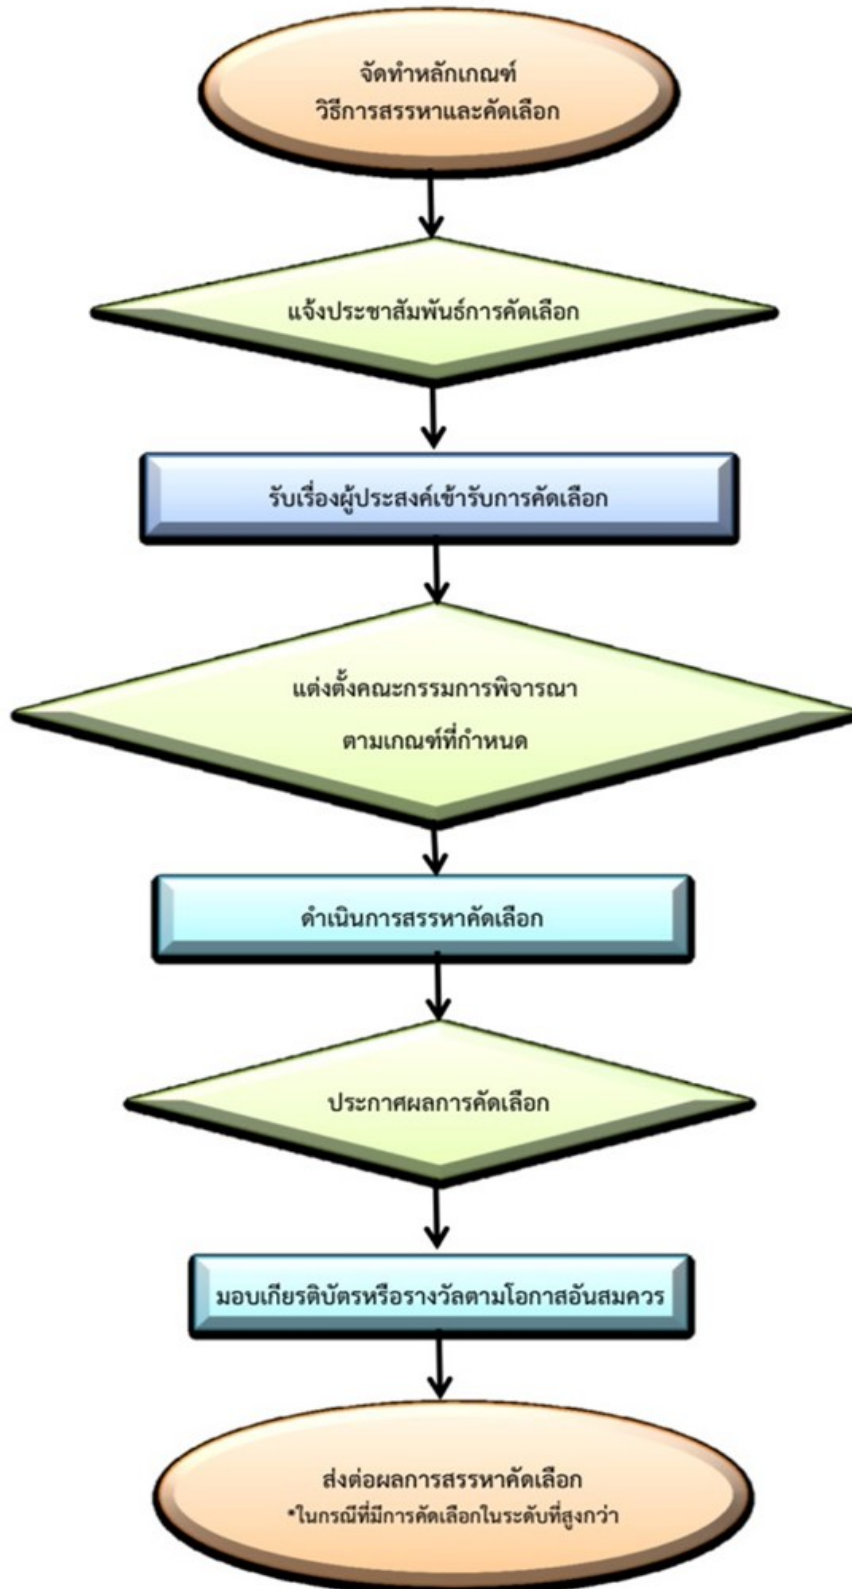 จัดทำหลักเกณฑ์
วิธีการสรรหาและคัดเลือก
แจ้งประชาสัมพันธ์การคัดเลือก
รับเรื่องผู้ประสงค์เข้ารับการคัดเลือก
แต่งตั้งคณะกรรมการพิจารณา
ตามเกณฑ์ที่กำหนด
ดำเนินการสรรหาคัดเลือก
ประกาศผลการคัดเลือก
มอบเกียรติบัตรหรือรางวัลตามโอกาสอันสมควร
ส่งต่อผลการสรรหาคัดเลือก
*ในกรณีที่มีการคัดเลือกในระดับที่สูงกว่า